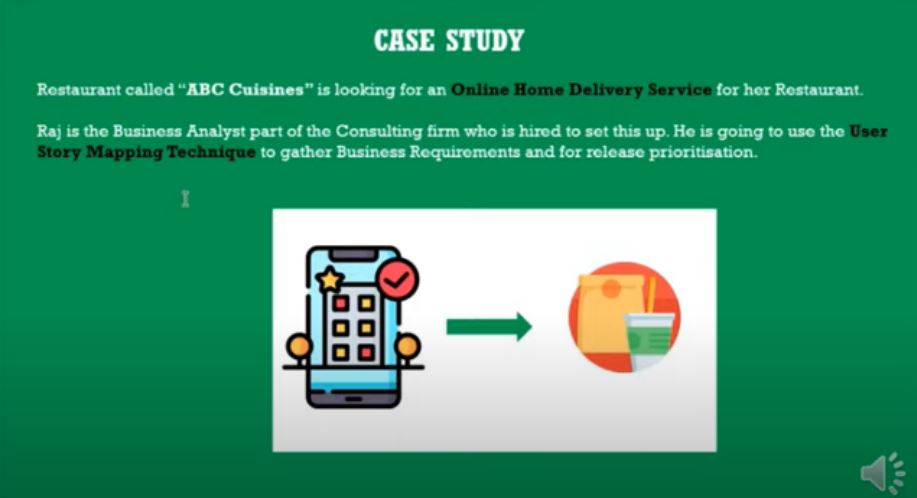 CASE STUDY
Restaurant called “ABC Cuisines” is looking for an Online Home Delivery Service for her Restaurant.
Raj is the Business Analyst part of the Consulting firm who is hired to set this up. He is going to use the User
Story Mapping Technique to gather Business Requirements and for release prioritisation.